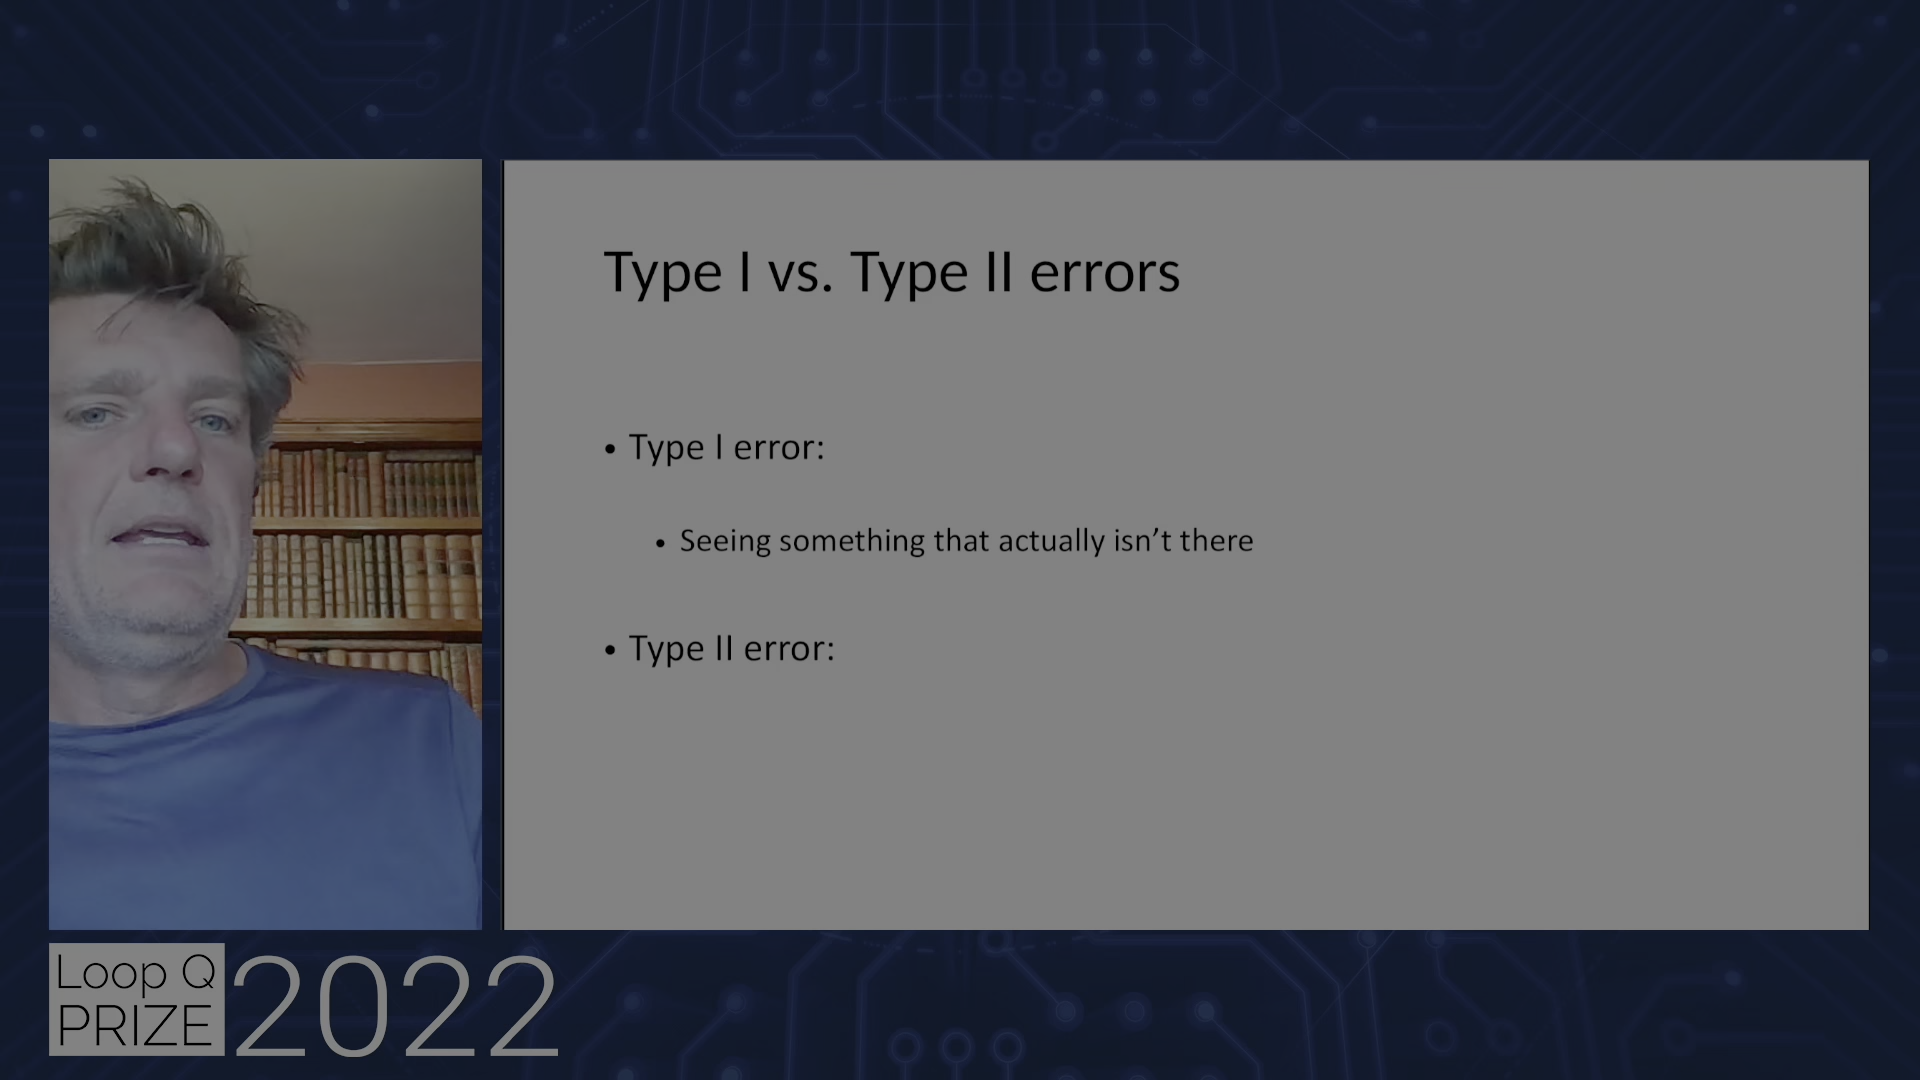 Type I vs. Type II errors
• Type I error:
• Seeing something that actually isn't there
• Type II error:
Loop Q
PRIZE 2022